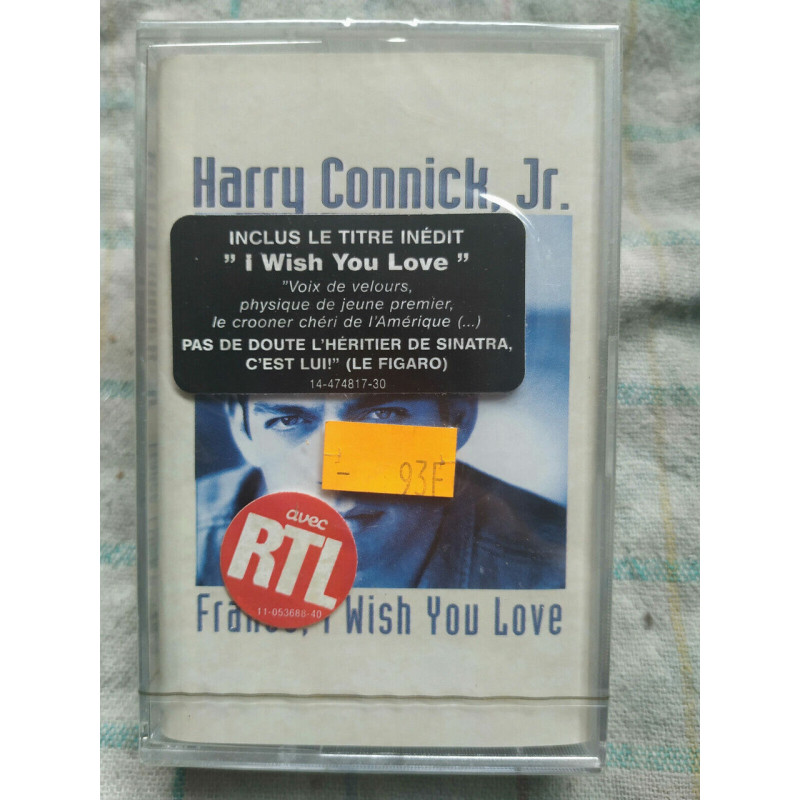 Harry Connick, Jr.
INCLUS LE TITRE INÉDIT
" I Wish You Love "
"Voix de velours,
physique de jeune premier,
le crooner chéri de l'Amérique (...)
PAS DE DOUTE L'HÉRITIER DE SINATRA,
C'EST LUI!" (LE FIGARO)
14-474817-30
- 93F
avec
RTL
11-053688-40
France, I Wish You Love